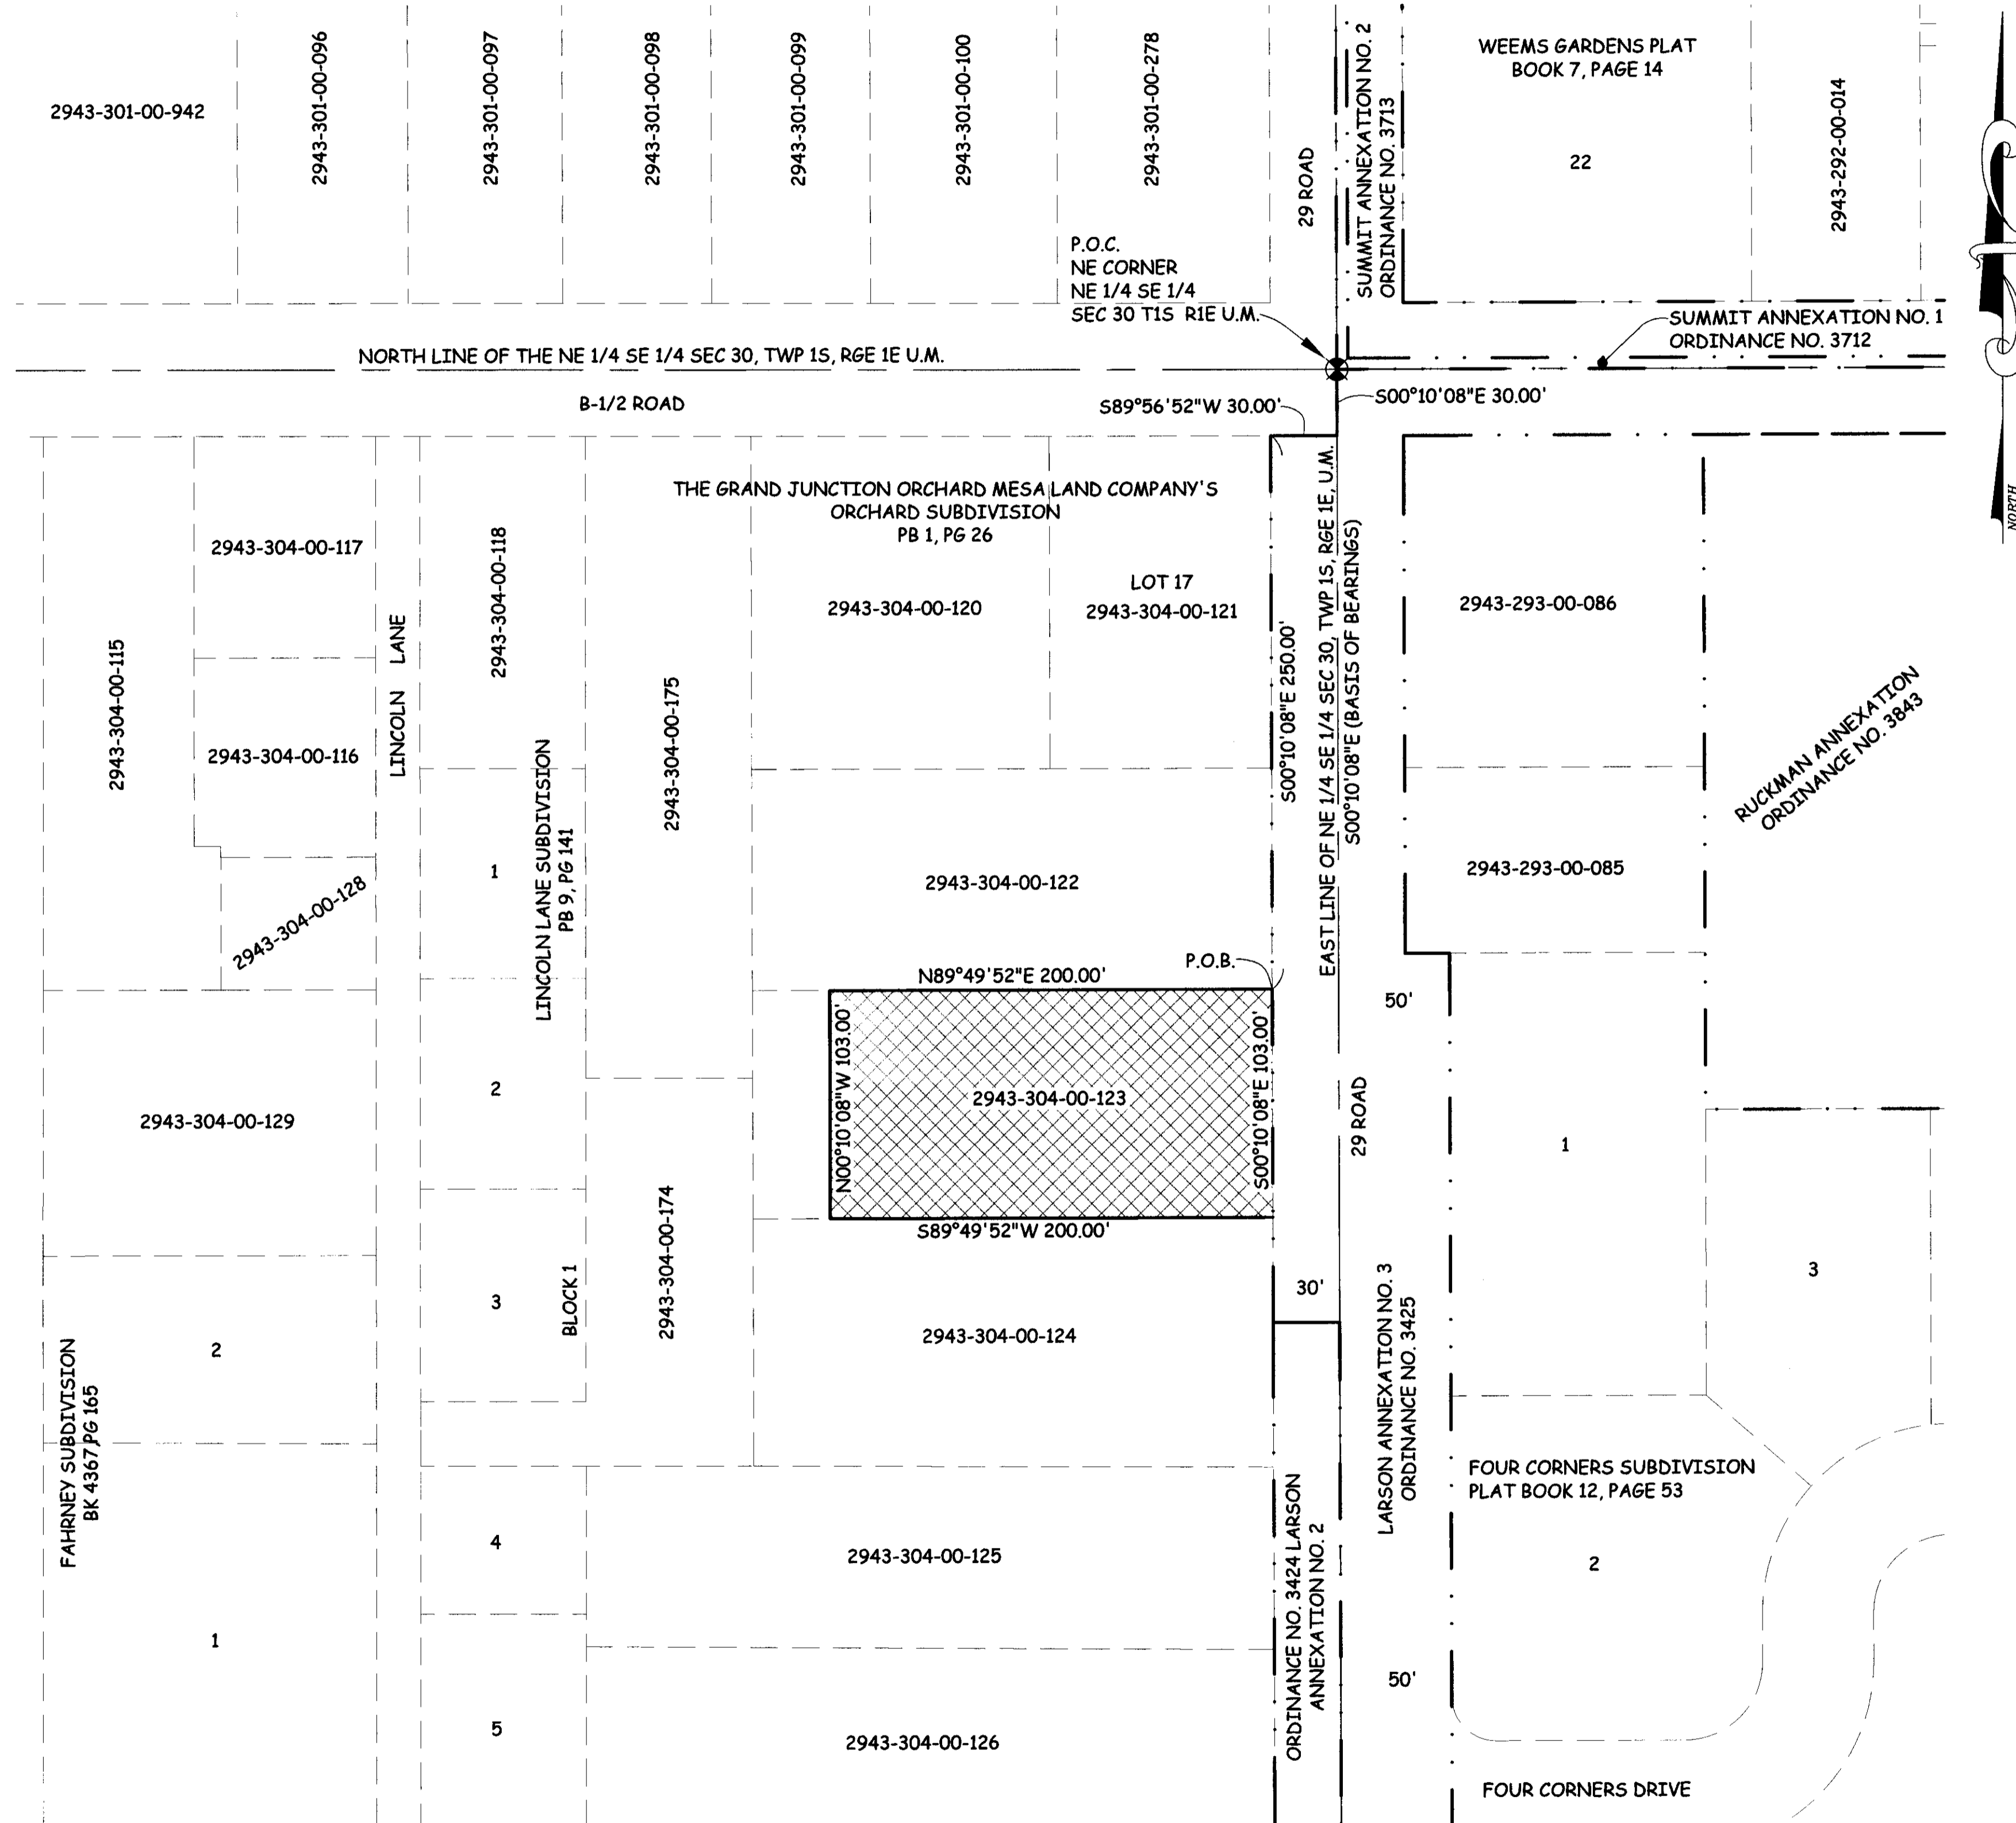 2943-301-00-942
2943-301-00-096
2943-301-00-097
2943-301-00-098
2943-301-00-099
2943-301-00-100
2943-301-00-278
29 ROAD
SUMMIT ANNEXATION NO. 2
ORDINANCE NO. 3713
WEEMS GARDENS PLAT
BOOK 7, PAGE 14
22
2943-292-00-014
P.O.C.
NE CORNER
NE 1/4 SE 1/4
SEC 30 T1S R1E U.M.
SUMMIT ANNEXATION NO. 1
ORDINANCE NO. 3712
NORTH LINE OF THE NE 1/4 SE 1/4 SEC 30, TWP 1S, RGE 1E U.M.
B-1/2 ROAD
S89°56'52"W 30.00'
S00°10'08"E 30.00'
NORTH
THE GRAND JUNCTION ORCHARD MESA LAND COMPANY'S
ORCHARD SUBDIVISION
PB 1, PG 26
2943-304-00-117
2943-304-00-118
LOT 17
2943-304-00-120
2943-304-00-121
2943-293-00-086
2943-304-00-115
LINCOLN LANE
2943-304-00-116
2943-304-00-175
S00°10'08"E 250.00'
EAST LINE OF NE 1/4 SE 1/4 SEC 30, TWP 1S, RGE 1E, U.M.
S00°10'08"E (BASIS OF BEARINGS)
RUCKMAN ANNEXATION
ORDINANCE NO. 3843
LINCOLN LANE SUBDIVISION
PB 9, PG 141
1
2943-304-00-122
2943-293-00-085
2943-304-00-128
P.O.B.
N89°49'52"E 200.00'
50'
N00°10'08"W 103.00'
2943-304-00-123
S00°10'08"E 103.00'
2
29 ROAD
2943-304-00-129
1
S89°49'52"W 200.00'
2943-304-00-174
3
BLOCK 1
30'
3
2943-304-00-124
2
LARSON ANNEXATION NO. 3
ORDINANCE NO. 3425
FAHRNEY SUBDIVISION
BK 4367,PG 165
FOUR CORNERS SUBDIVISION
PLAT BOOK 12, PAGE 53
4
2943-304-00-125
2
ORDINANCE NO. 3424 LARSON
ANNEXATION NO. 2
1
50'
5
2943-304-00-126
FOUR CORNERS DRIVE